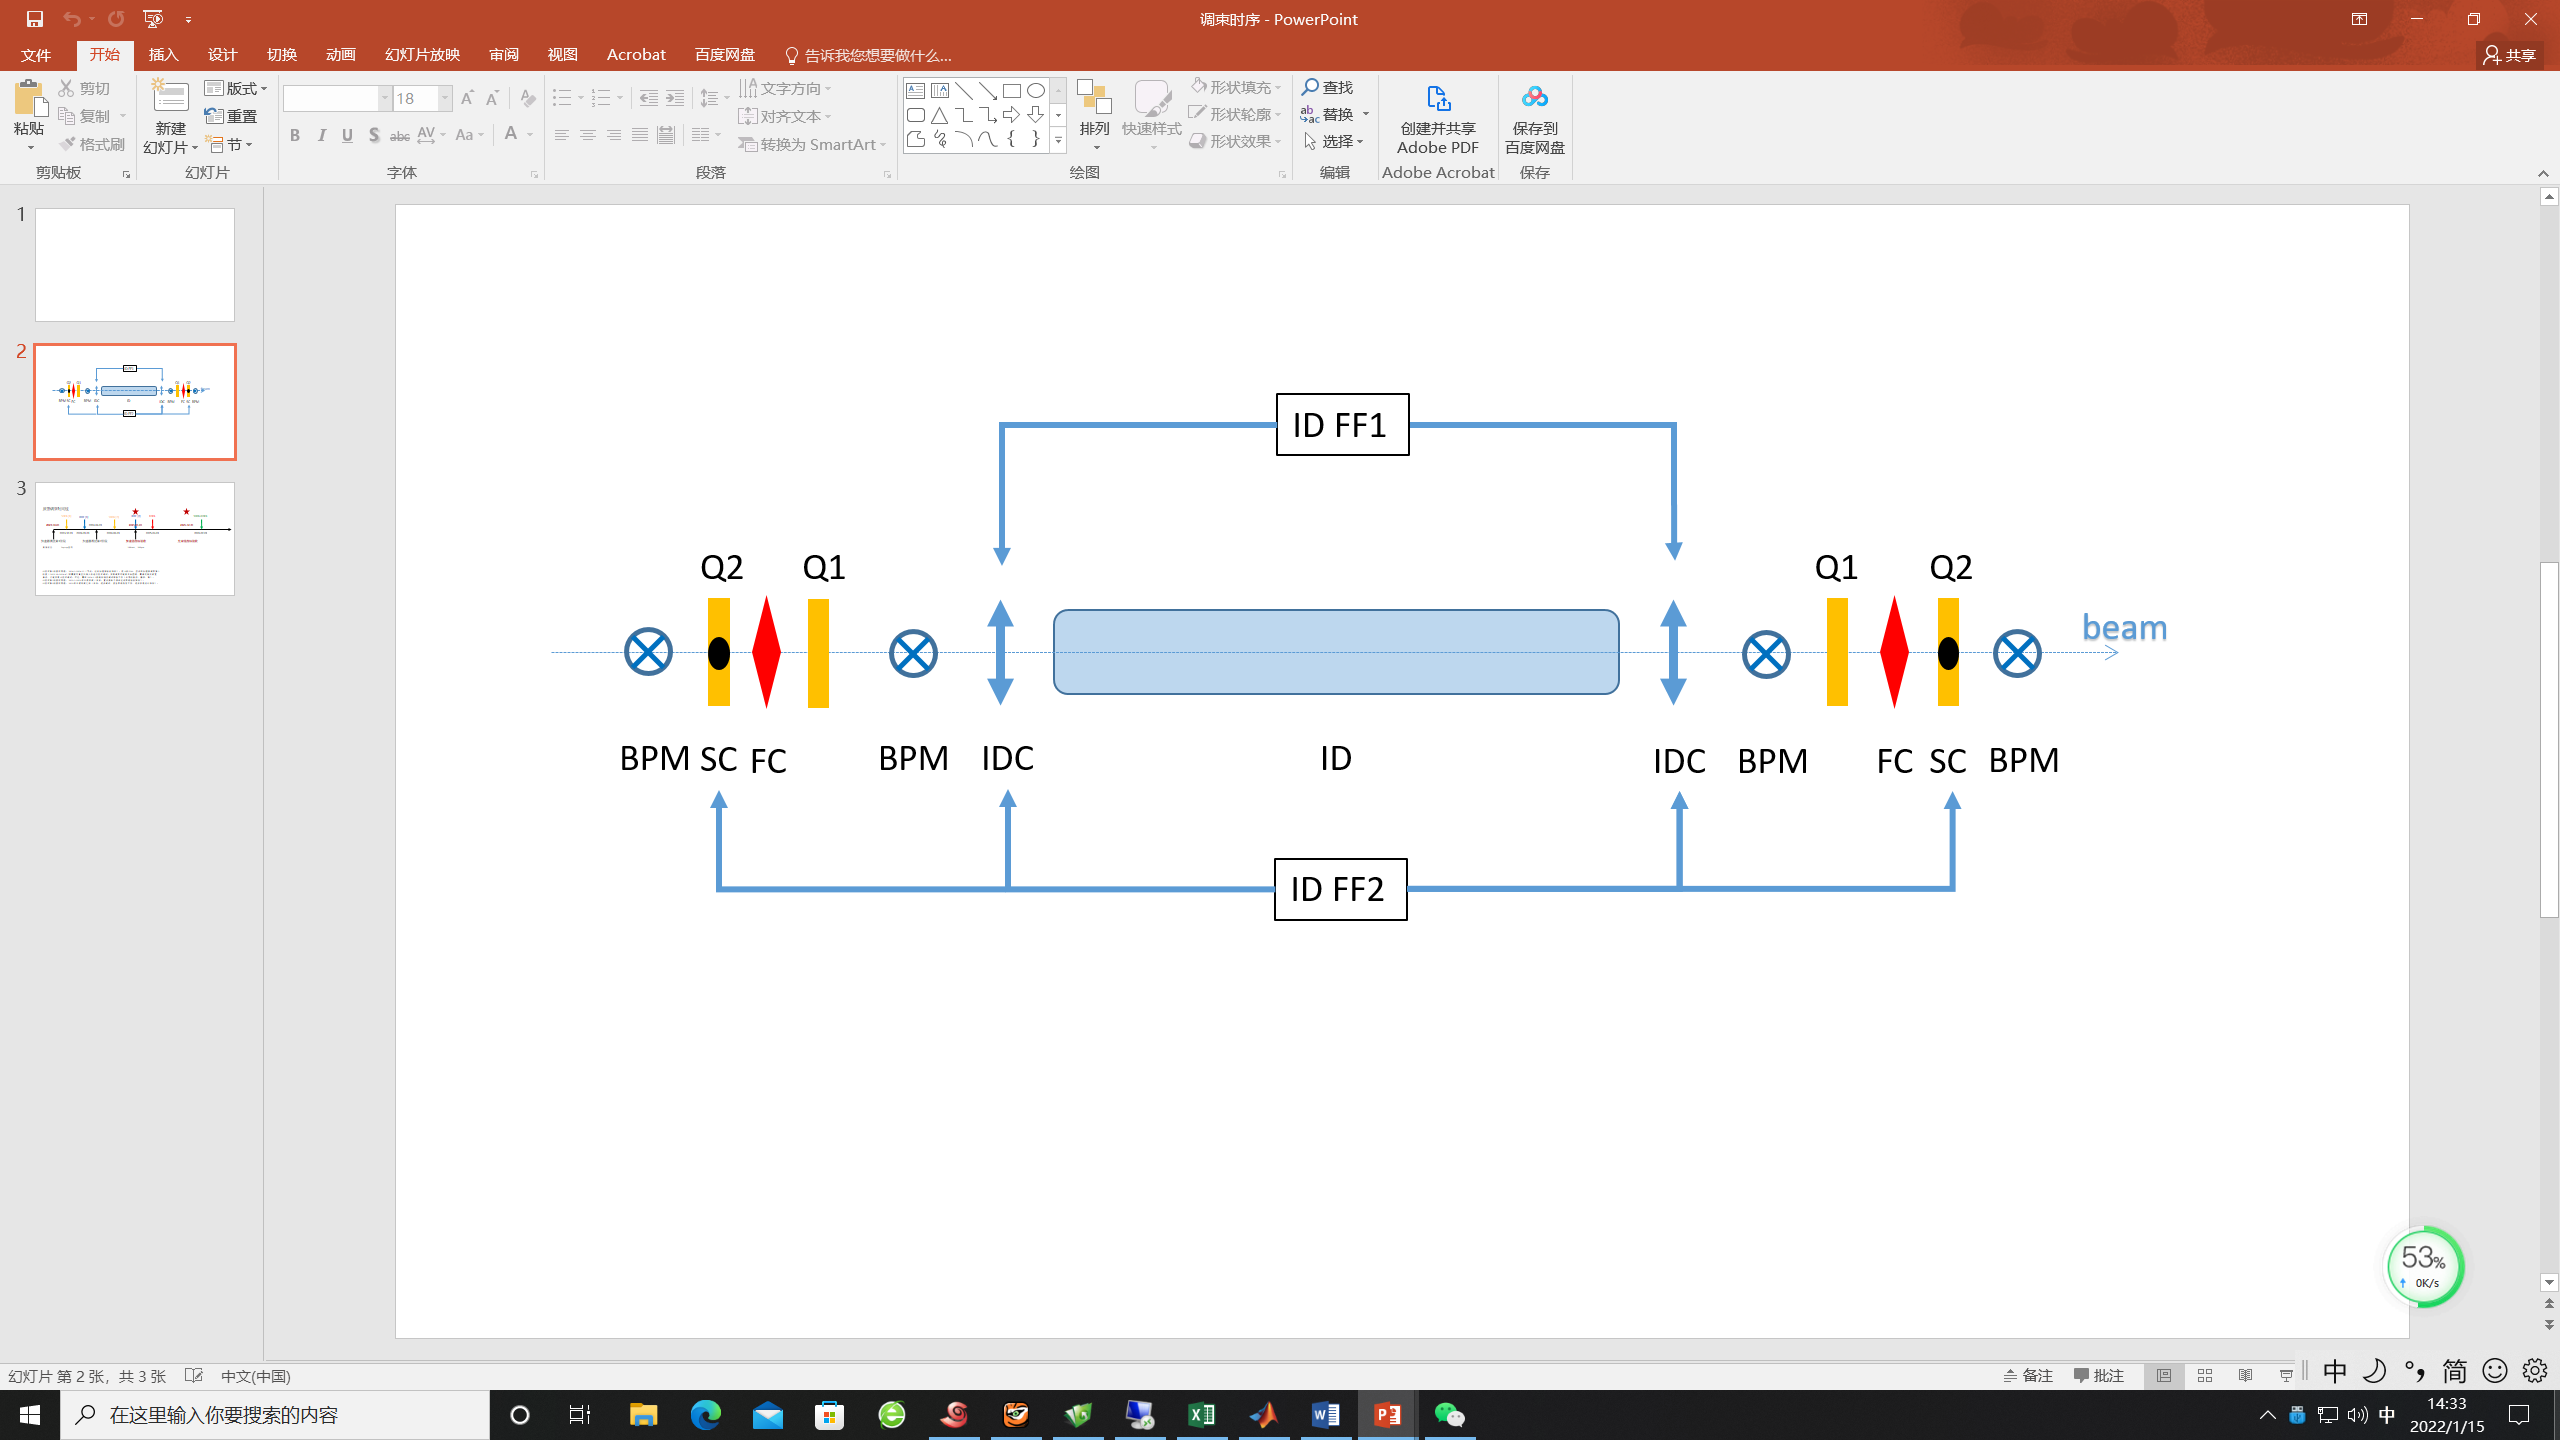 调束时序 - PowerPoint
文件 开始 插入 设计 切换 动画 幻灯片放映 审阅 视图 Acrobat 百度网盘 告诉我您想要做什么... 共享
粘贴 剪切 复制 格式刷 剪贴板
新建幻灯片 版式 重置 节 幻灯片
18
B I U S abc AV Aa A 字体
文字方向 对齐文本 转换为 SmartArt 段落
排列 快速样式 形状填充 形状轮廓 形状效果 绘图
查找 替换 选择 编辑
创建并共享 Adobe PDF Adobe Acrobat
保存到 百度网盘 保存
1
2
3
ID FF1
Q2 Q1 Q1 Q2
beam
BPM SC FC BPM IDC ID IDC BPM FC SC BPM
ID FF2
53%
0K/s
幻灯片 第 2 张，共 3 张 中文(中国) 备注 批注 中 简
在这里输入你要搜索的内容
中 14:33
2022/1/15